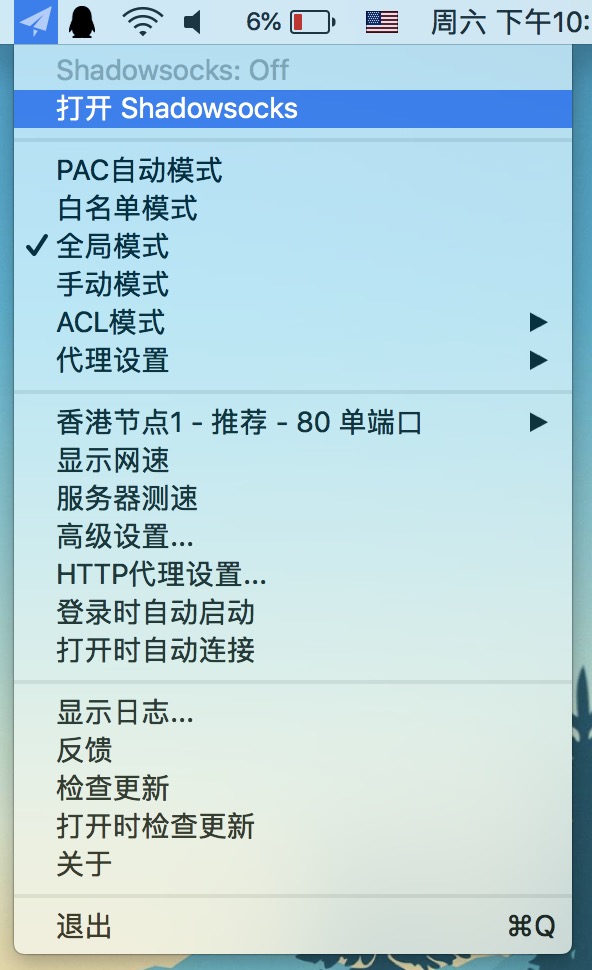 6% 周六 下午10:
Shadowsocks: Off
打开 Shadowsocks
PAC自动模式
白名单模式
全局模式
手动模式
ACL模式
代理设置
香港节点1 - 推荐 - 80 单端口
显示网速
服务器测速
高级设置...
HTTP代理设置...
登录时自动启动
打开时自动连接
显示日志...
反馈
检查更新
打开时检查更新
关于
退出 ⌘Q